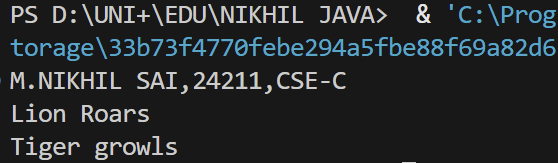 PS D:\UNI+\EDU\NIKHIL JAVA>  & 'C:\Prog
torage\33b73f4770febe294a5fbe88f69a82d6
M.NIKHIL SAI,24211,CSE-C
Lion Roars
Tiger growls